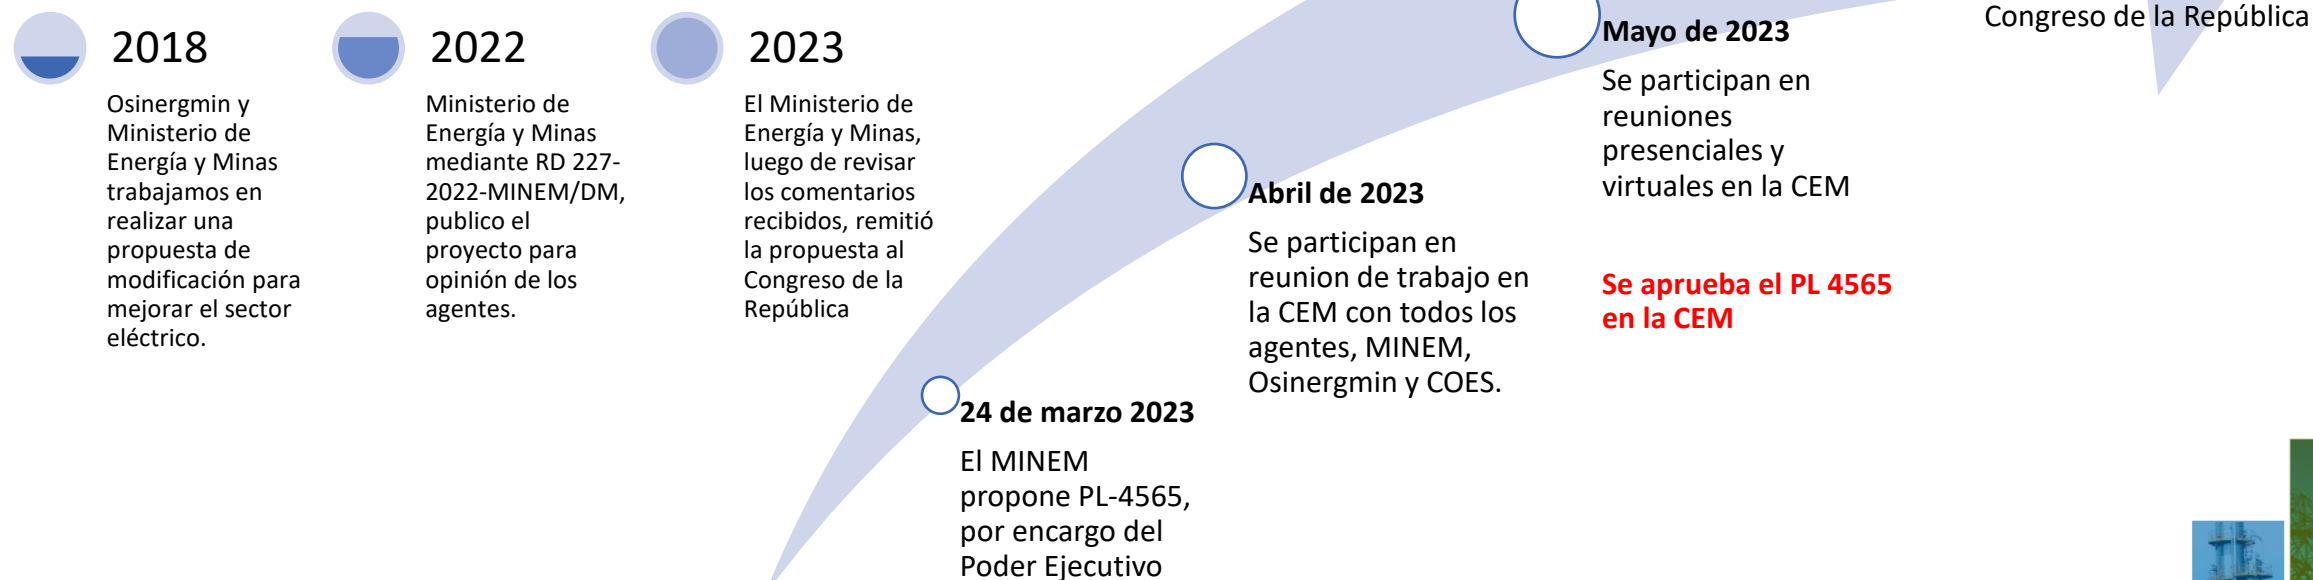 2018
Osinergmin y
Ministerio de
Energía y Minas
trabajamos en
realizar una
propuesta de
modificación para
mejorar el sector
eléctrico.
2022
Ministerio de
Energía y Minas
mediante RD 227-
2022-MINEM/DM,
publico el
proyecto para
opinión de los
agentes.
2023
El Ministerio de
Energía y Minas,
luego de revisar
los comentarios
recibidos, remitió
la propuesta al
Congreso de la
República
24 de marzo 2023
El MINEM
propone PL-4565,
por encargo del
Poder Ejecutivo
Abril de 2023
Se participan en
reunion de trabajo en
la CEM con todos los
agentes, MINEM,
Osinergmin y COES.
Mayo de 2023
Se participan en
reuniones
presenciales y
virtuales en la CEM
Se aprueba el PL 4565
en la CEM
Congreso de la República